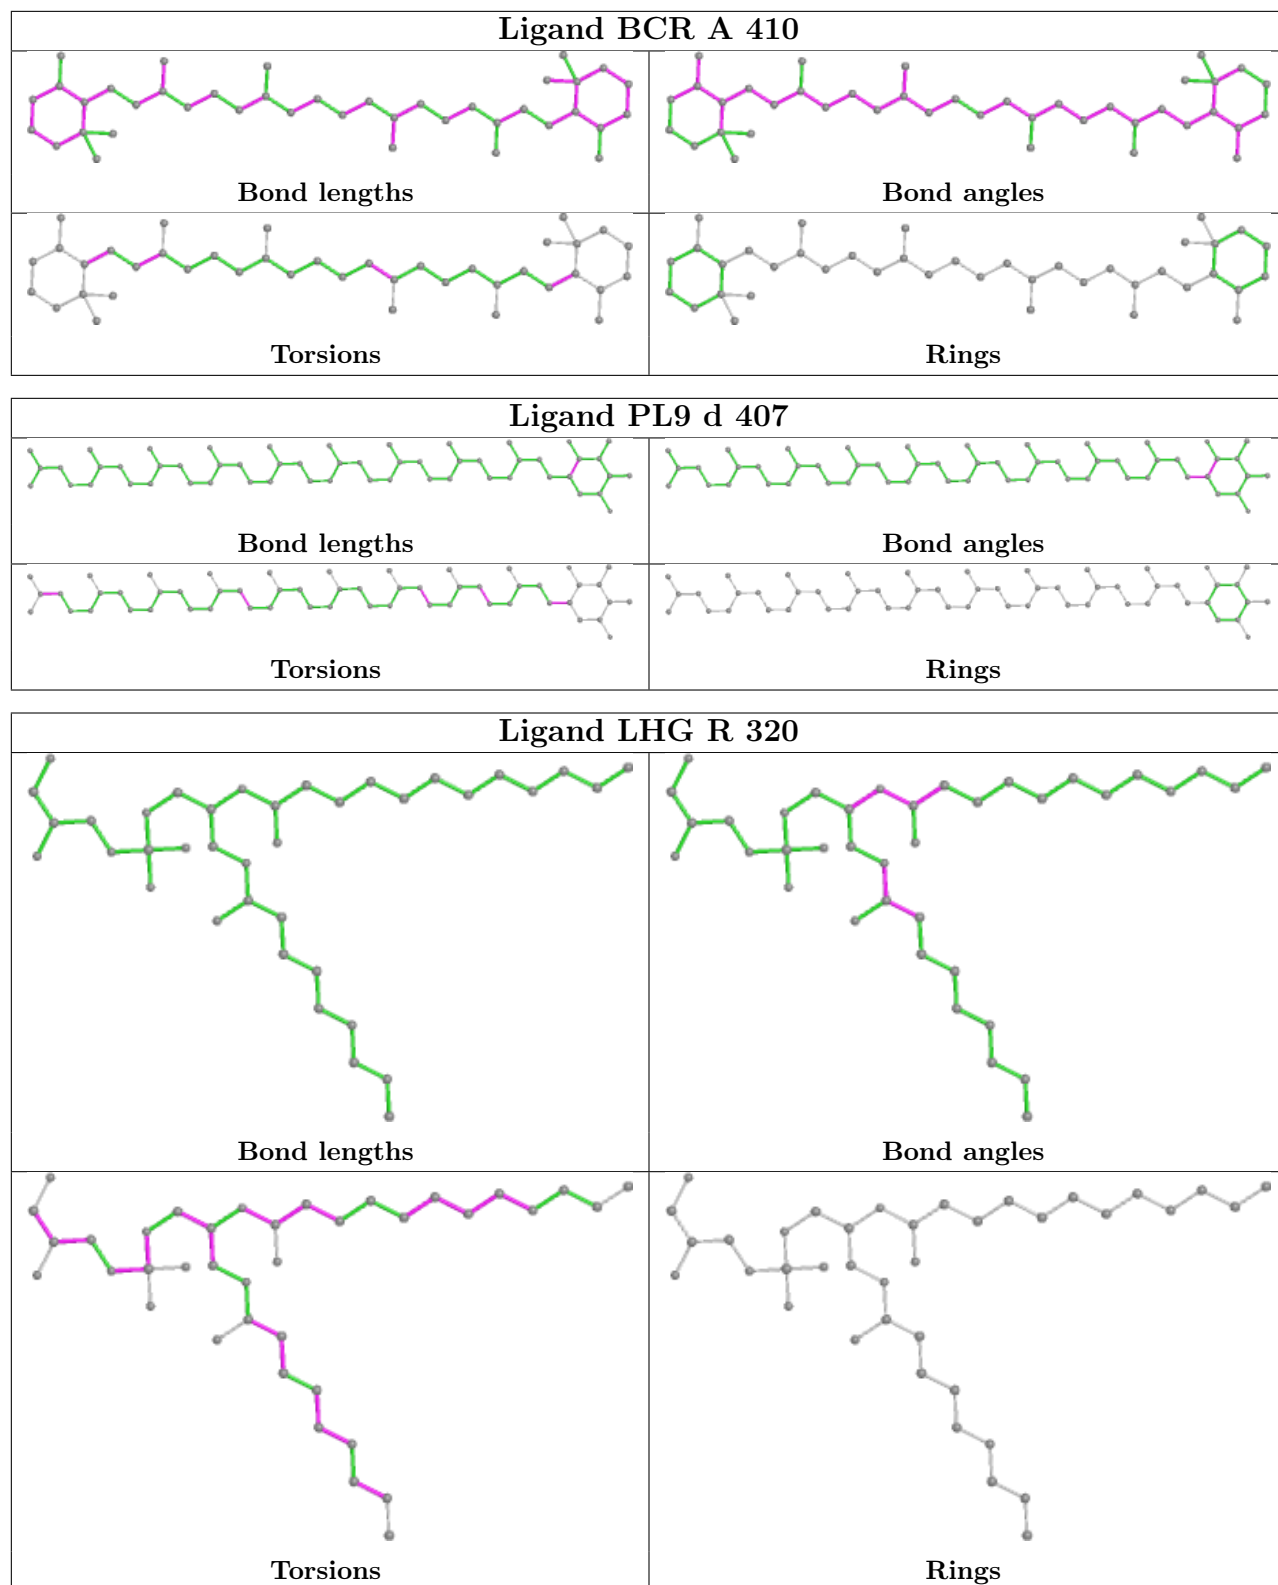 Ligand BCR A 410
Bond lengths
Bond angles
Torsions
Rings
Ligand PL9 d 407
Bond lengths
Bond angles
Torsions
Rings
Ligand LHG R 320
Bond lengths
Bond angles
Torsions
Rings